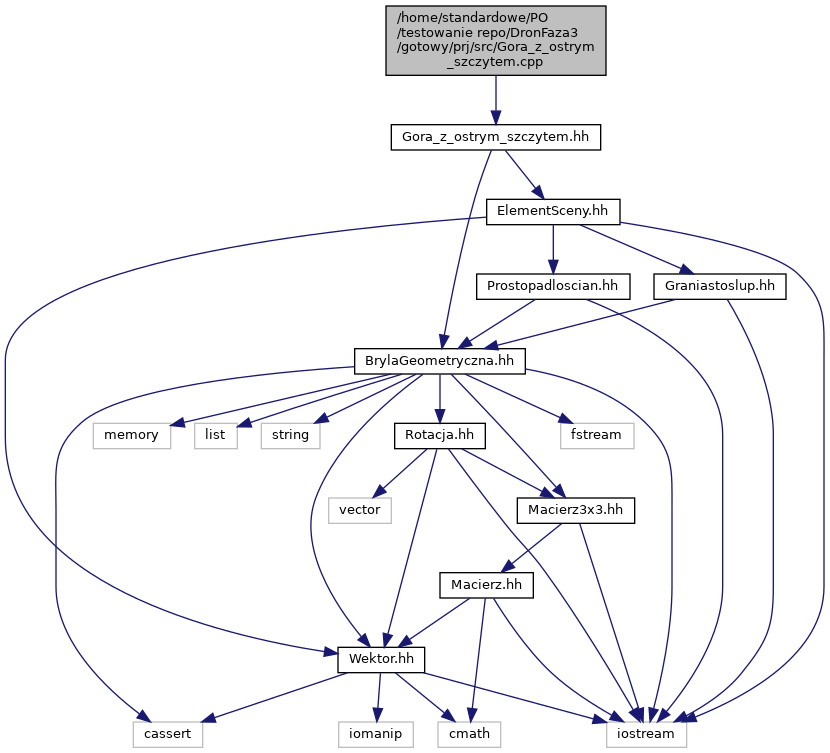 /home/standardowe/PO
/testowanie repo/DronFaza3
/gotowy/prj/src/Gora_z_ostrym
_szczytem.cpp
Gora_z_ostrym_szczytem.hh
ElementSceny.hh
Prostopadloscian.hh
Graniastoslup.hh
BrylaGeometryczna.hh
memory
list
string
Rotacja.hh
fstream
vector
Macierz3x3.hh
Macierz.hh
Wektor.hh
cassert
iomanip
cmath
iostream